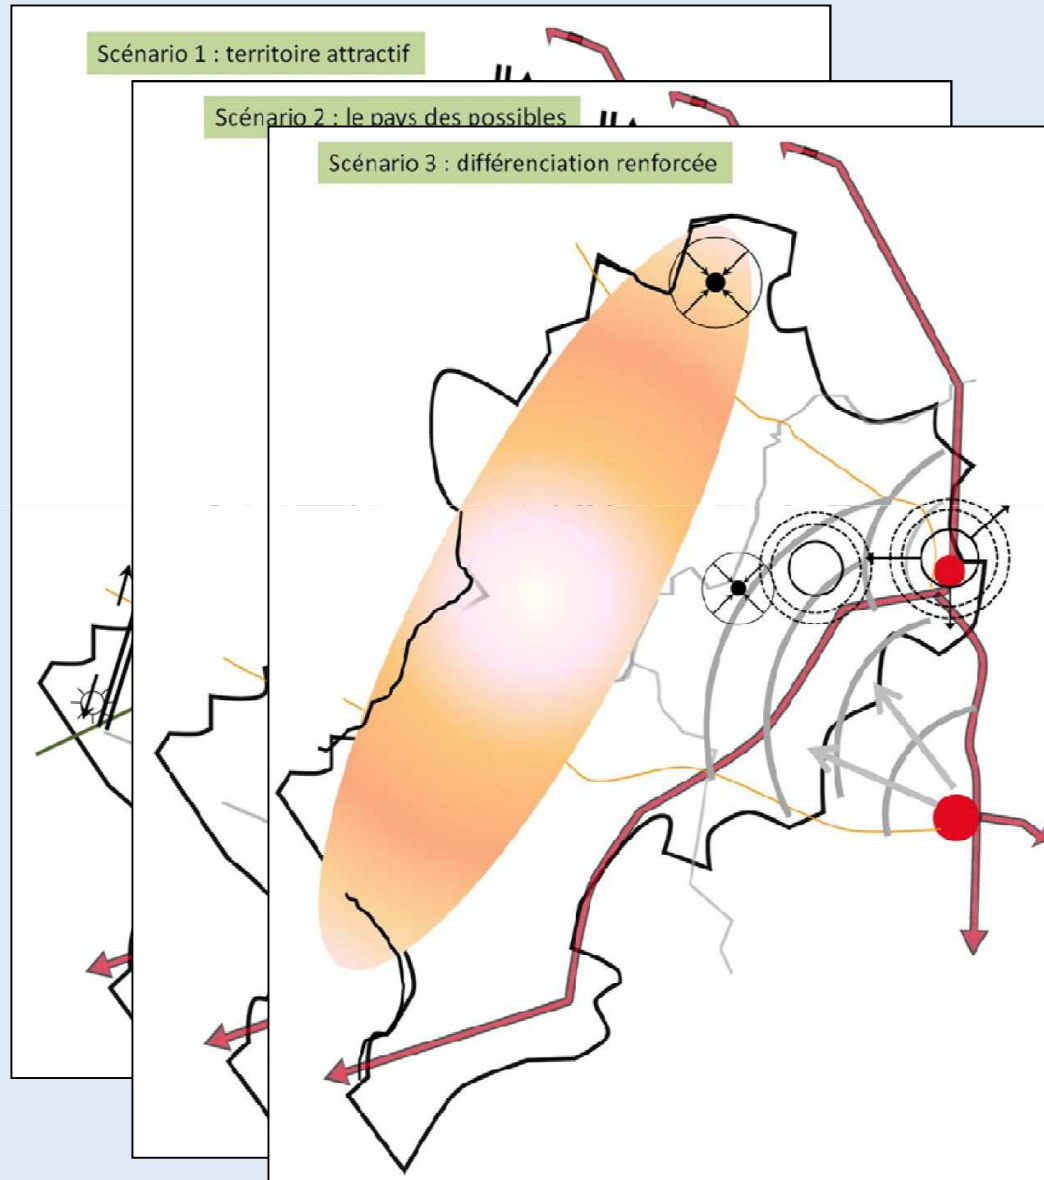 Scénario 1 : territoire attractif
Scénario 2 : le pays des possibles
Scénario 3 : différenciation renforcée